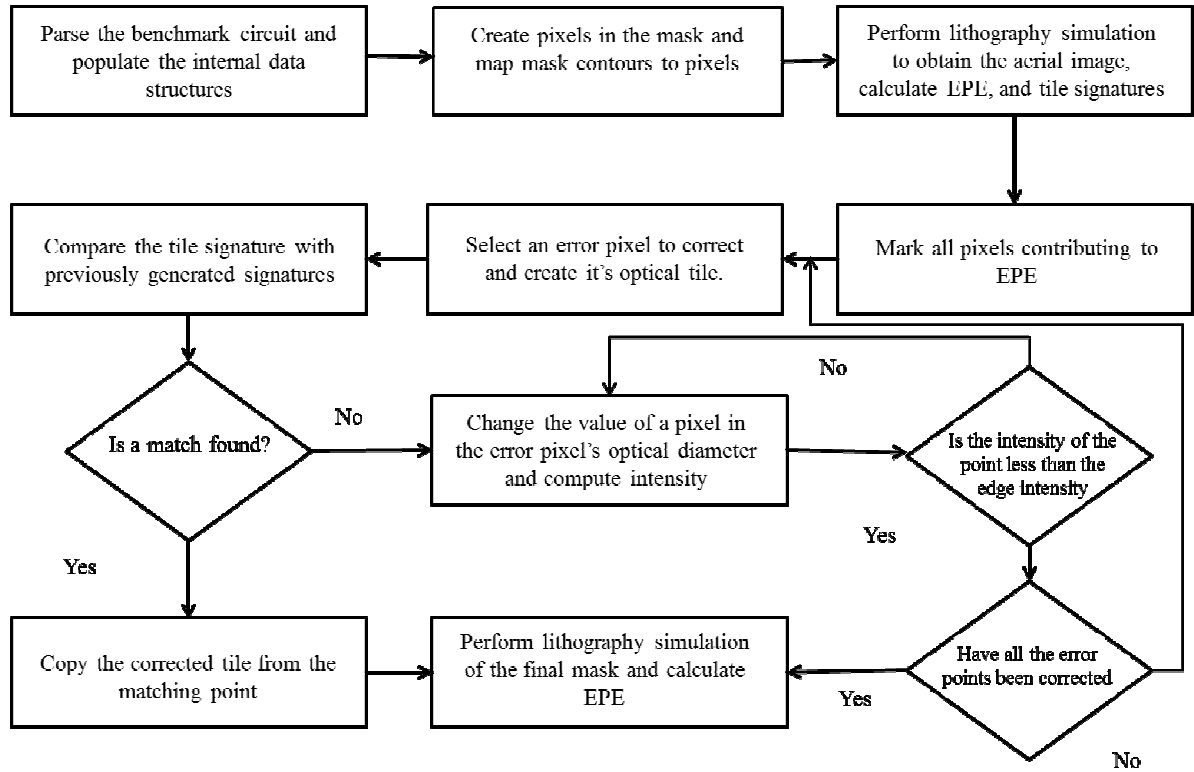 Parse the benchmark circuit and
populate the internal data
structures
Create pixels in the mask and
map mask contours to pixels
Perform lithography simulation
to obtain the aerial image,
calculate EPE, and tile signatures
Compare the tile signature with
previously generated signatures
Select an error pixel to correct
and create it's optical tile.
Mark all pixels contributing to
EPE
Is a match found?
No
Change the value of a pixel in
the error pixel's optical diameter
and compute intensity
No
Is the intensity of the
point less than the
edge intensity
Yes
Yes
Copy the corrected tile from the
matching point
Perform lithography simulation
of the final mask and calculate
EPE
Yes
Have all the error
points been corrected
No